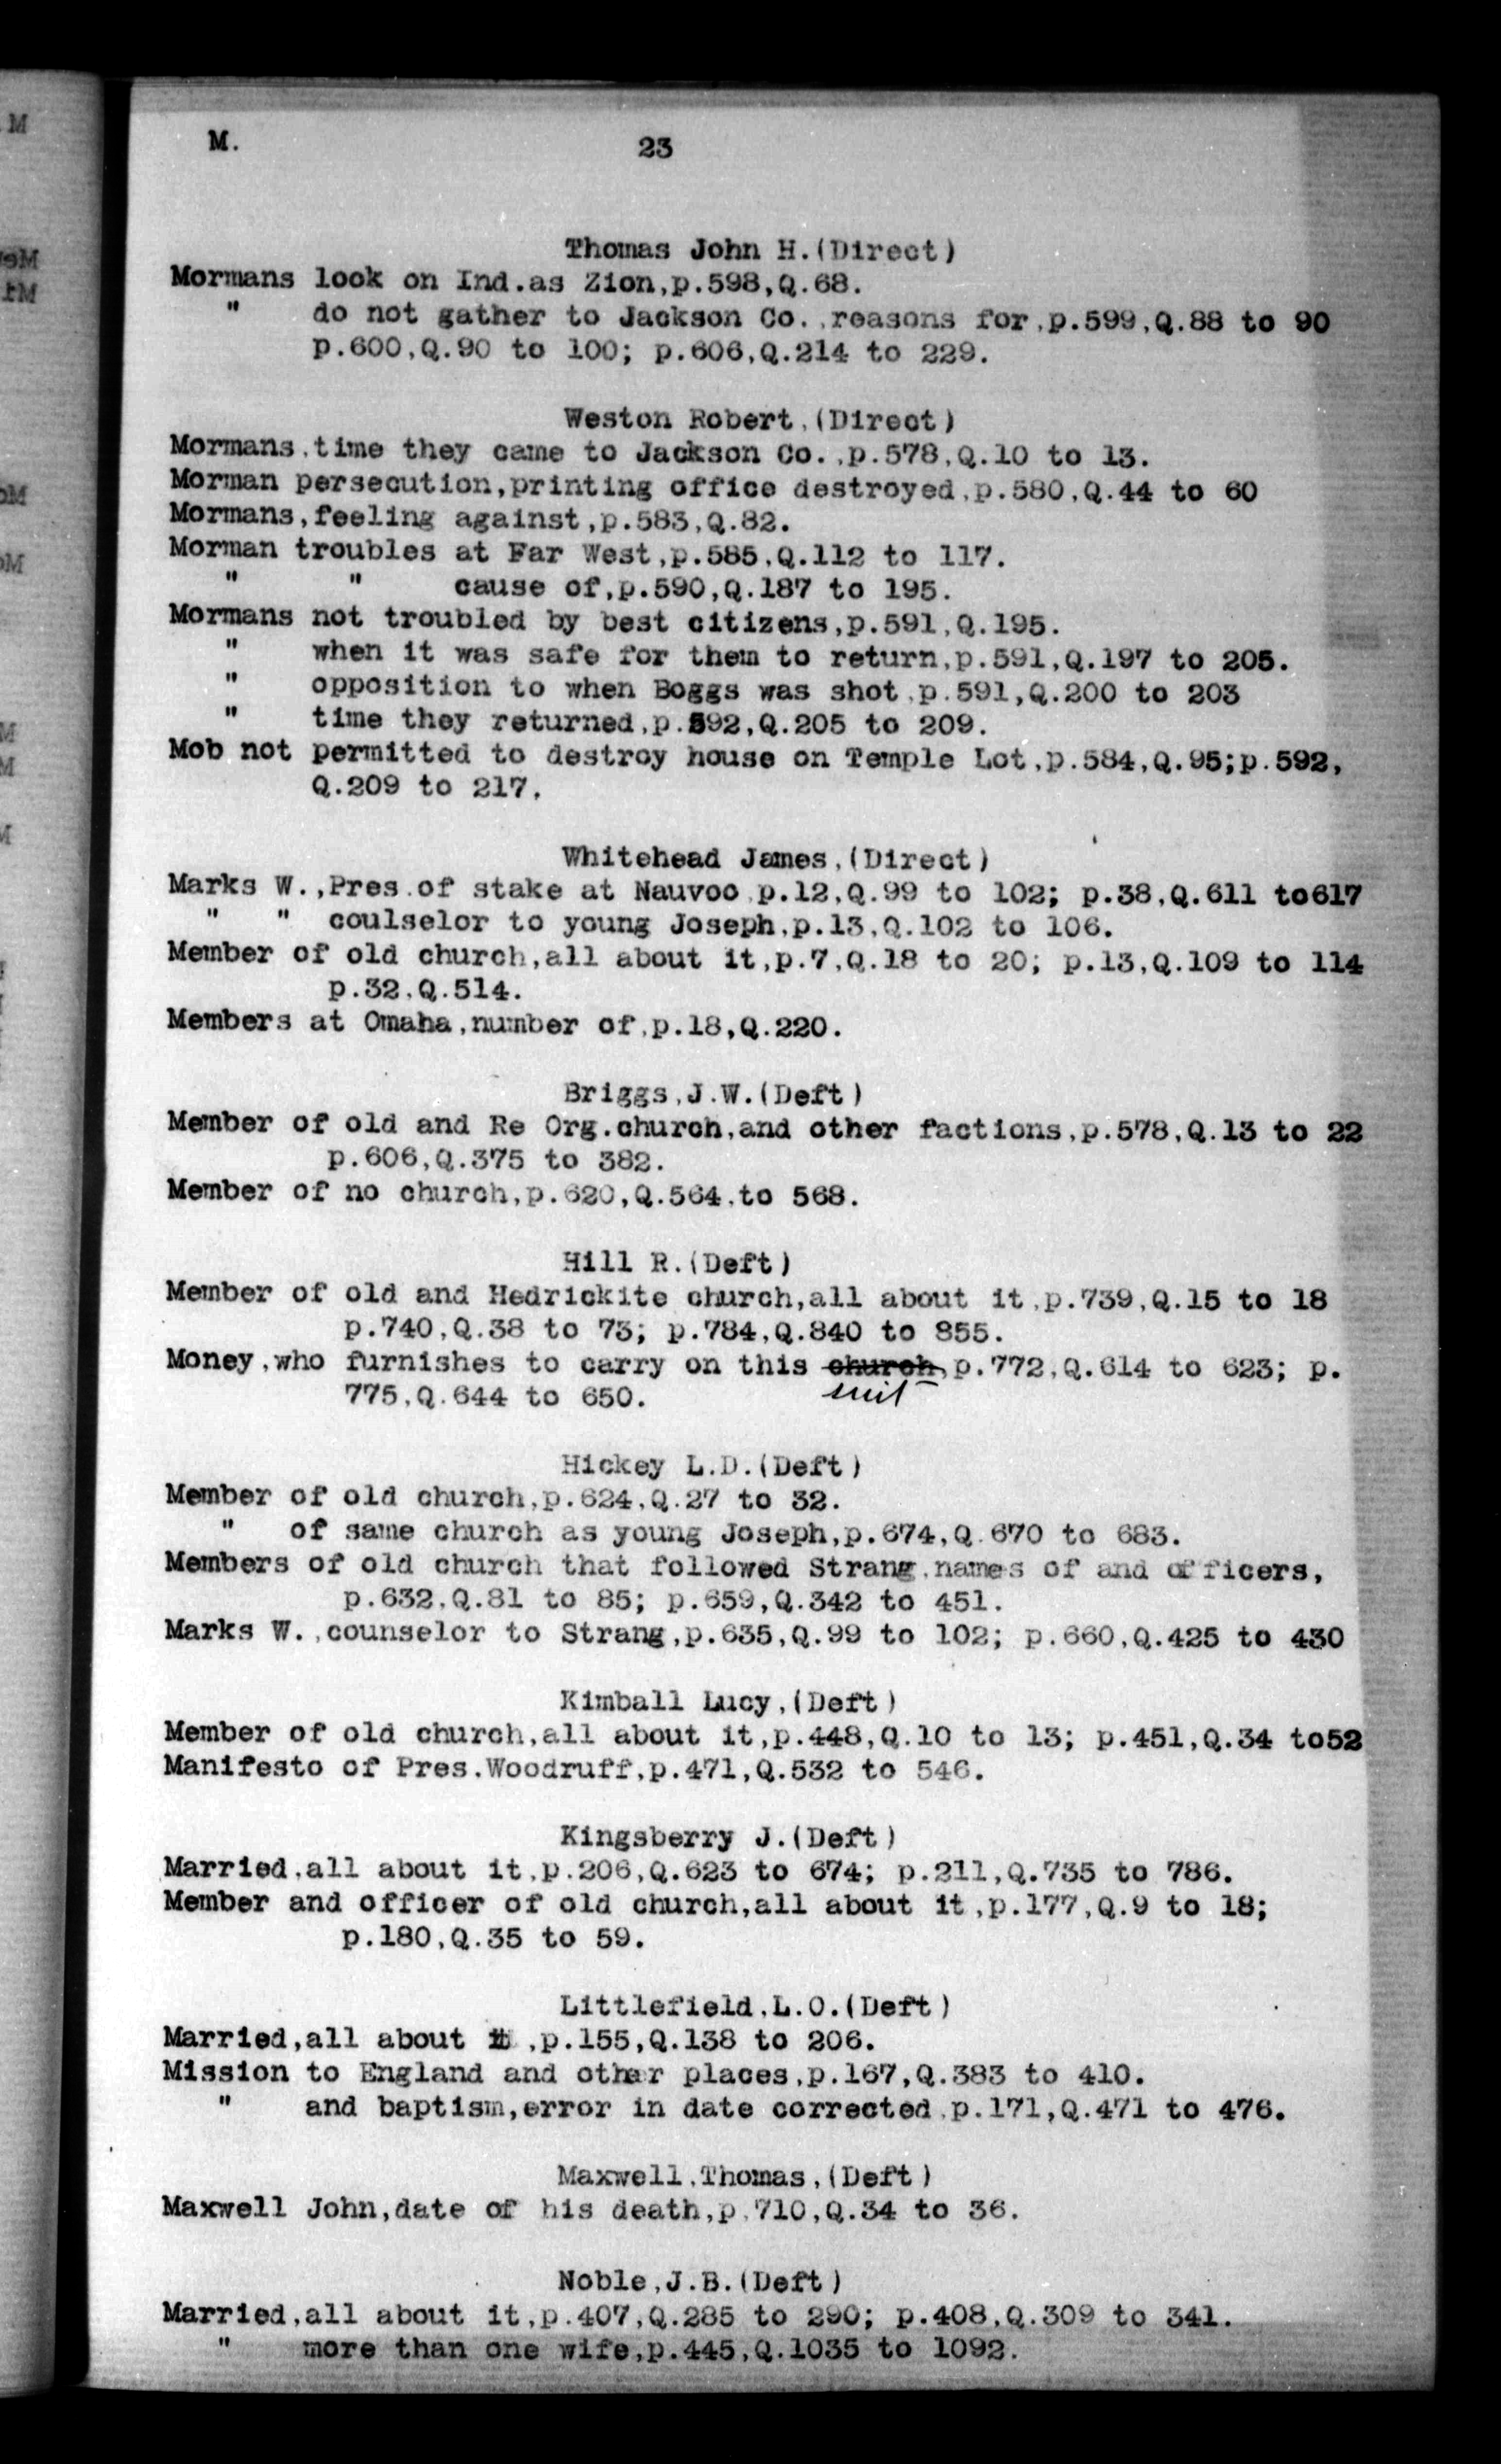 M.
23
Thomas John H.(Direct)
Mormans look on Ind.as Zion,p.598,Q.68.
" do not gather to Jackson Co.,reasons for,p.599,Q.88 to 90
p.600,Q.90 to 100; p.606,Q.214 to 229.
Weston Robert,(Direct)
Mormans,time they came to Jackson Co.,p.578,Q.10 to 13.
Morman persecution,printing office destroyed,p.580,Q.44 to 60
Mormans,feeling against,p.583,Q.82.
Morman troubles at Far West,p.585,Q.112 to 117.
" " cause of,p.590,Q.187 to 195.
Mormans not troubled by best citizens,p.591,Q.195.
" when it was safe for them to return,p.591,Q.197 to 205.
" opposition to when Boggs was shot,p.591,Q.200 to 203
" time they returned,p.592,Q.205 to 209.
Mob not permitted to destroy house on Temple Lot,p.584,Q.95;p.592,
Q.209 to 217.
Whitehead James,(Direct)
Marks W.,Pres.of stake at Nauvoo,p.12,Q.99 to 102; p.38,Q.611 to617
" " coulselor to young Joseph,p.13,Q.102 to 106.
Member of old church,all about it,p.7,Q.18 to 20; p.13,Q.109 to 114
p.32,Q.514.
Members at Omaha,number of,p.18,Q.220.
Briggs,J.W.(Deft)
Member of old and Re Org.church,and other factions,p.578,Q.13 to 22
p.606,Q.375 to 382.
Member of no church,p.620,Q.564,to 568.
Hill R.(Deft)
Member of old and Hedrickite church,all about it,p.739,Q.15 to 18
p.740,Q.38 to 73; p.784,Q.840 to 855.
Money,who furnishes to carry on this church,p.772,Q.614 to 623; p.
suit
775,Q.644 to 650.
Hickey L.D.(Deft)
Member of old church,p.624,Q.27 to 32.
" of same church as young Joseph,p.674,Q.670 to 683.
Members of old church that followed Strang,names of and officers,
p.632,Q.81 to 85; p.659,Q.342 to 451.
Marks W.,counselor to Strang,p.635,Q.99 to 102; p.660,Q.425 to 430
Kimball Lucy,(Deft)
Member of old church,all about it,p.448,Q.10 to 13; p.451,Q.34 to52
Manifesto of Pres.Woodruff,p.471,Q.532 to 546.
Kingsberry J.(Deft)
Married,all about it,p.206,Q.623 to 674; p.211,Q.735 to 786.
Member and officer of old church,all about it,p.177,Q.9 to 18;
p.180,Q.35 to 59.
Littlefield,L.O.(Deft)
Married,all about it,p.155,Q.138 to 206.
Mission to England and other places,p.167,Q.383 to 410.
" and baptism,error in date corrected,p.171,Q.471 to 476.
Maxwell,Thomas,(Deft)
Maxwell John,date of his death,p.710,Q.34 to 36.
Noble,J.B.(Deft)
Married,all about it,p.407,Q.285 to 290; p.408,Q.309 to 341.
" more than one wife,p.445,Q.1035 to 1092.